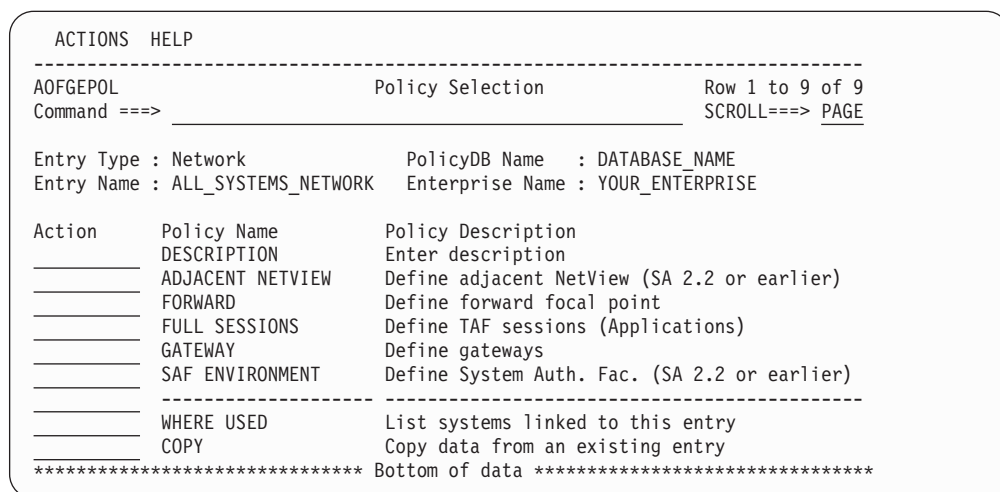 ACTIONS HELP
-------------------------------------------------------------------------------
AOFGEPOL Policy Selection Row 1 to 9 of 9
Command ===> SCROLL===> PAGE
Entry Type : Network PolicyDB Name : DATABASE_NAME
Entry Name : ALL_SYSTEMS_NETWORK Enterprise Name : YOUR_ENTERPRISE
Action Policy Name Policy Description
DESCRIPTION Enter description
ADJACENT NETVIEW Define adjacent NetView (SA 2.2 or earlier)
FORWARD Define forward focal point
FULL SESSIONS Define TAF sessions (Applications)
GATEWAY Define gateways
SAF ENVIRONMENT Define System Auth. Fac. (SA 2.2 or earlier)
-------------------- ---------------------------------------------
WHERE USED List systems linked to this entry
COPY Copy data from an existing entry
******************************* Bottom of data ********************************